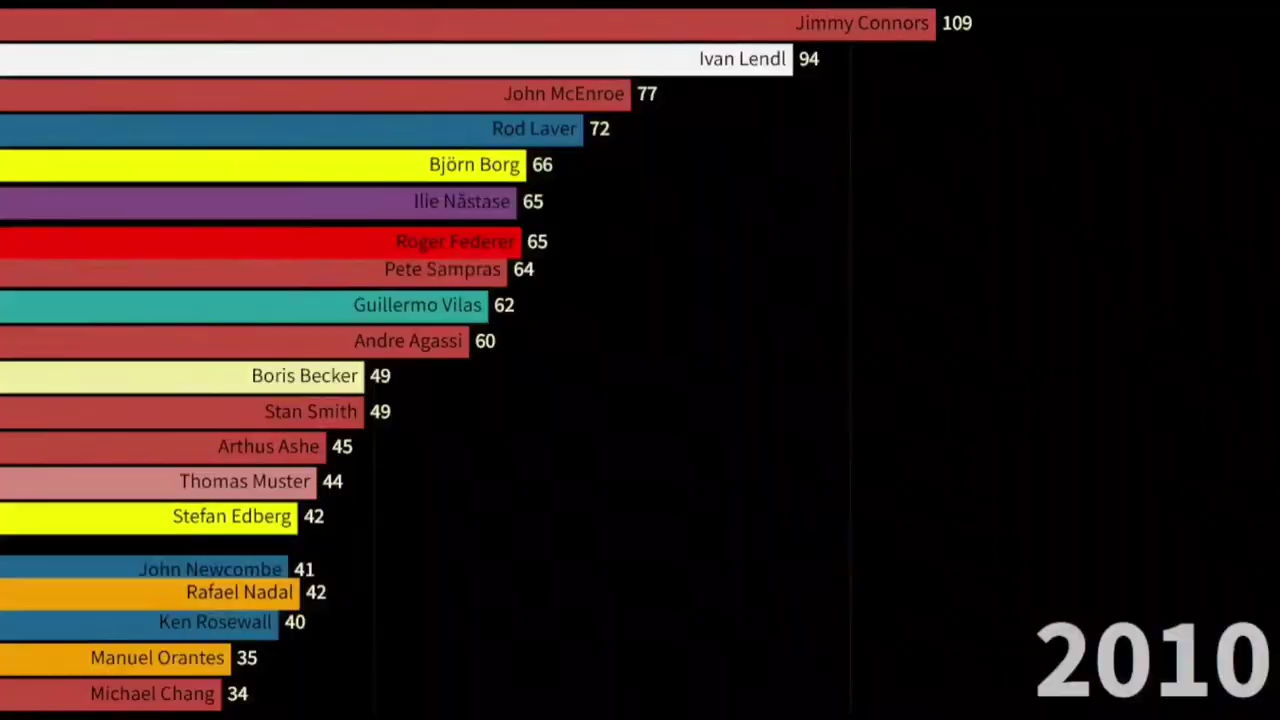 Jimmy Connors 109
Ivan Lendl 94
John McEnroe 77
Rod Laver 72
Björn Borg 66
Ilie Năstase 65
Roger Federer 65
Pete Sampras 64
Guillermo Vilas 62
Andre Agassi 60
Boris Becker 49
Stan Smith 49
Arthus Ashe 45
Thomas Muster 44
Stefan Edberg 42
John Newcombe 41
Rafael Nadal 42
Ken Rosewall 40
Manuel Orantes 35
Michael Chang 34
2010